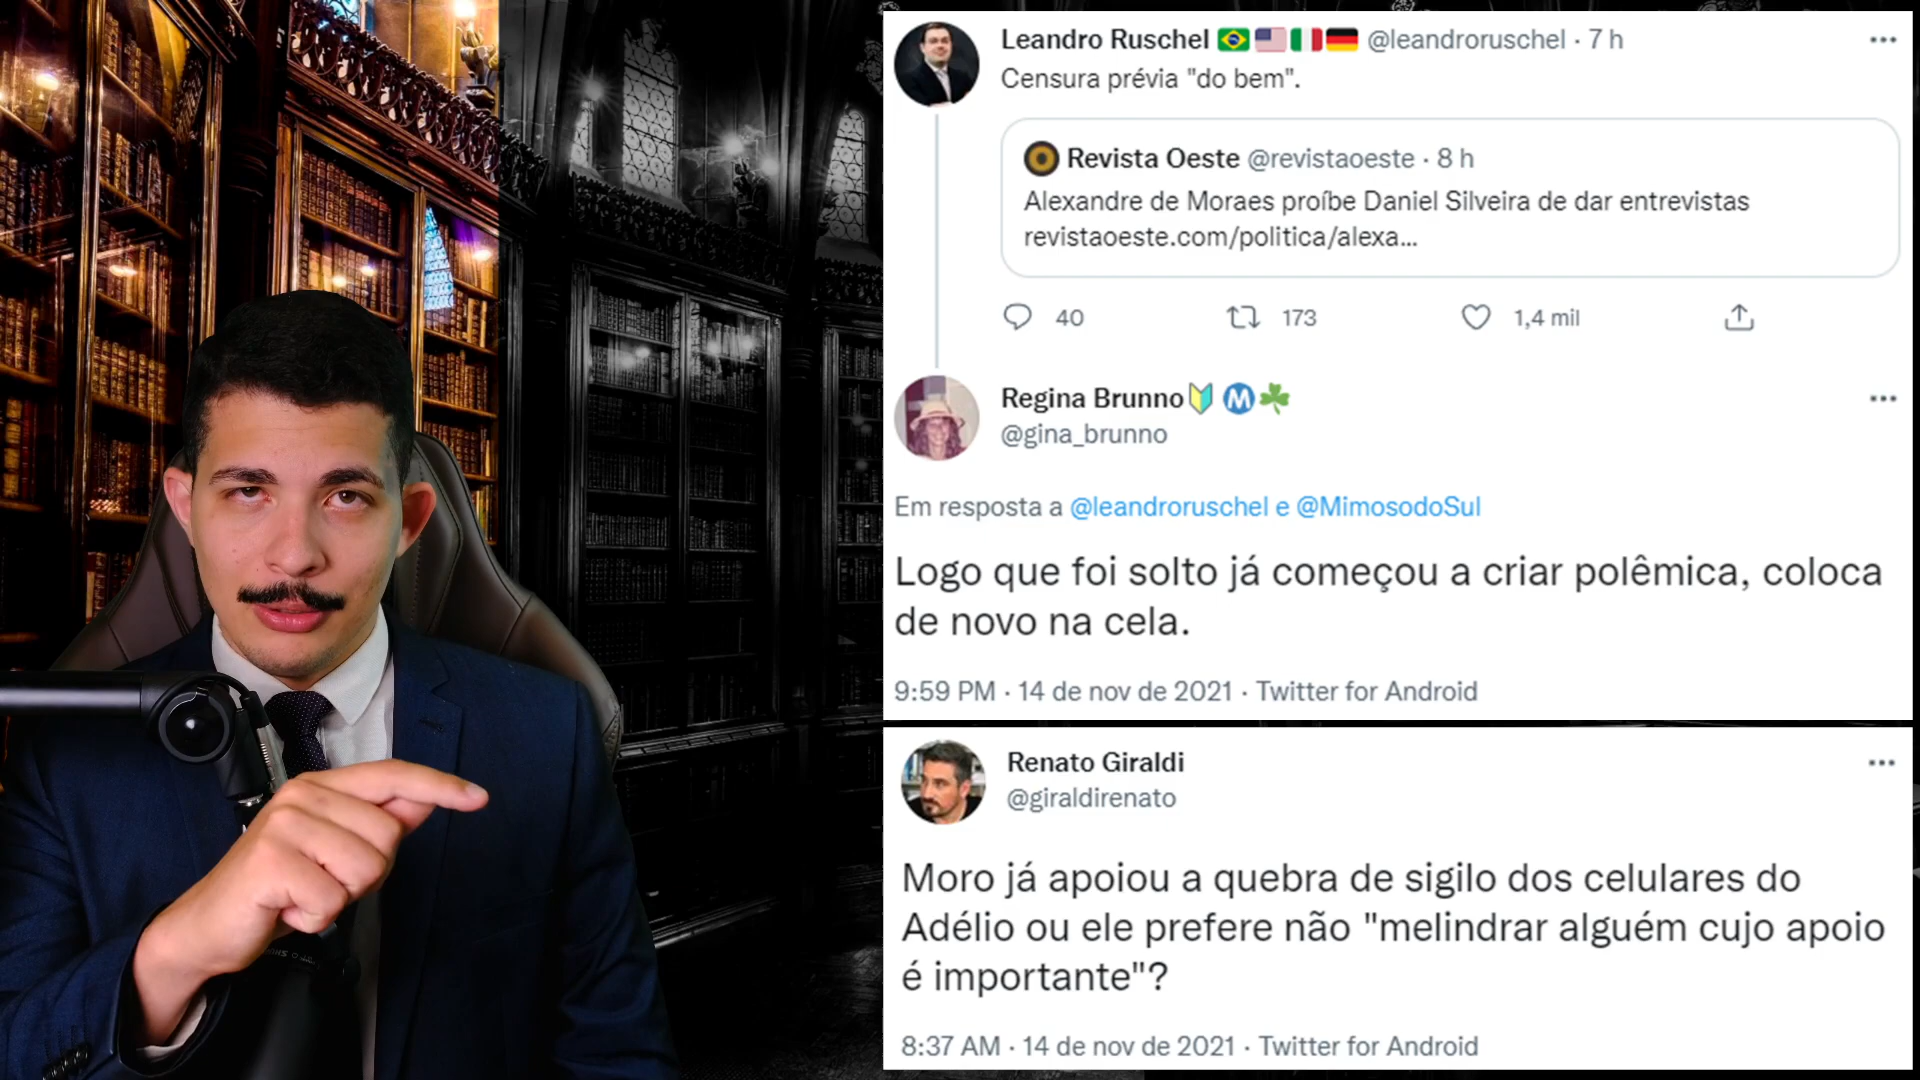 Leandro Ruschel @leandroruschel · 7 h
Censura prévia "do bem".
Revista Oeste @revistaoeste · 8 h
Alexandre de Moraes proíbe Daniel Silveira de dar entrevistas
revistaoeste.com/politica/alexa...
40 173 1,4 mil
Regina Brunno M
@gina_brunno
Em resposta a @leandroruschel e @MimosodoSul
Logo que foi solto já começou a criar polêmica, coloca
de novo na cela.
9:59 PM · 14 de nov de 2021 · Twitter for Android
Renato Giraldi
@giraldirenato
Moro já apoiou a quebra de sigilo dos celulares do
Adélio ou ele prefere não "melindrar alguém cujo apoio
é importante"?
8:37 AM · 14 de nov de 2021 · Twitter for Android